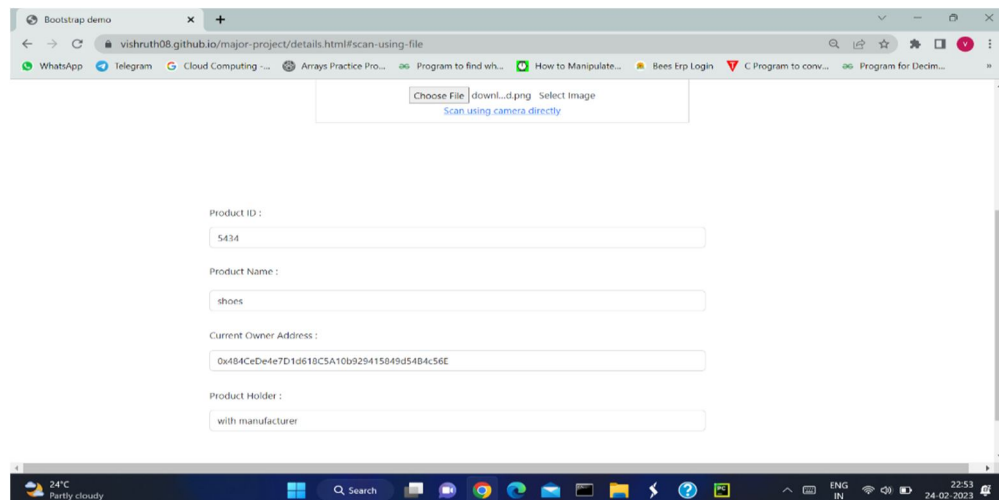 Bootstrap demo
vishruth08.github.io/major-project/details.html#scan-using-file
V
WhatsApp Telegram Cloud Computing -... Arrays Practice Pro... Program to find wh... How to Manipulate... Bees Erp Login C Program to conv... Program for Decim... »
Choose File downl...d.png Select Image
Scan using camera directly
Product ID :
5434
Product Name :
shoes
Current Owner Address :
0x484CeDe4e7D1d618C5A10b929415849d54B4c56E
Product Holder :
with manufacturer
24°C
Partly cloudy
Search
ENG
IN
22:53
24-02-2023